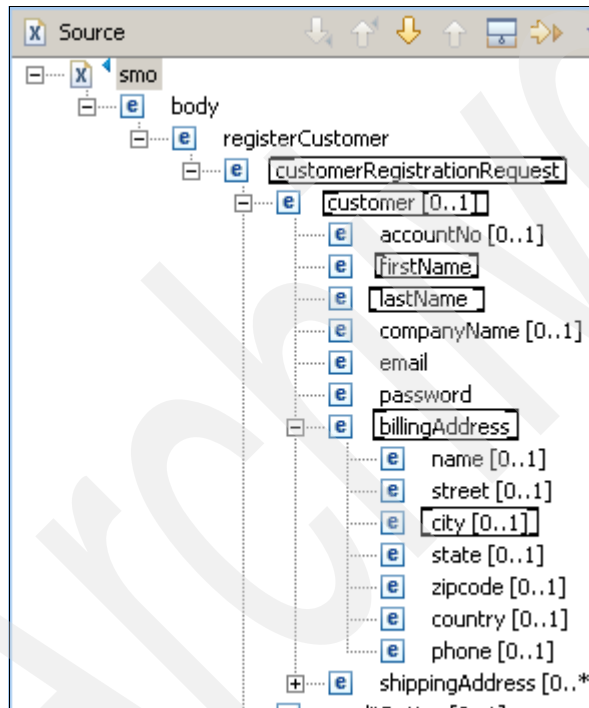 Source
smo
body
registerCustomer
customerRegistrationRequest
customer [0..1]
accountNo [0..1]
firstName
lastName
companyName [0..1]
email
password
billingAddress
name [0..1]
street [0..1]
city [0..1]
state [0..1]
zipcode [0..1]
country [0..1]
phone [0..1]
shippingAddress [0..*